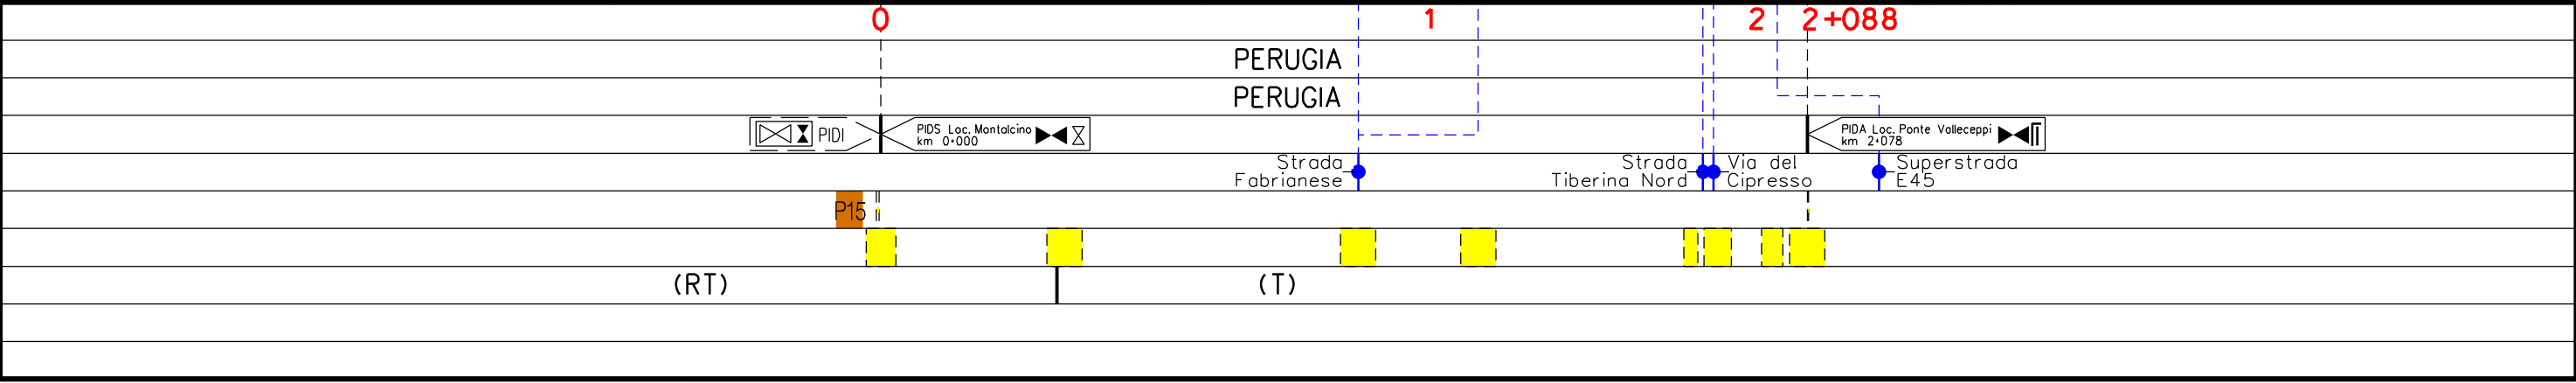 0 1 2 2+088
PERUGIA
PERUGIA
PIDI
PIDS Loc. Montalcino
km 0+000
PIDA Loc. Ponte Valleceppi
km 2+078
Strada
Fabrianese
Strada
Tiberina Nord
Via del
Cipresso
Superstrada
E45
P15
(RT) (T)